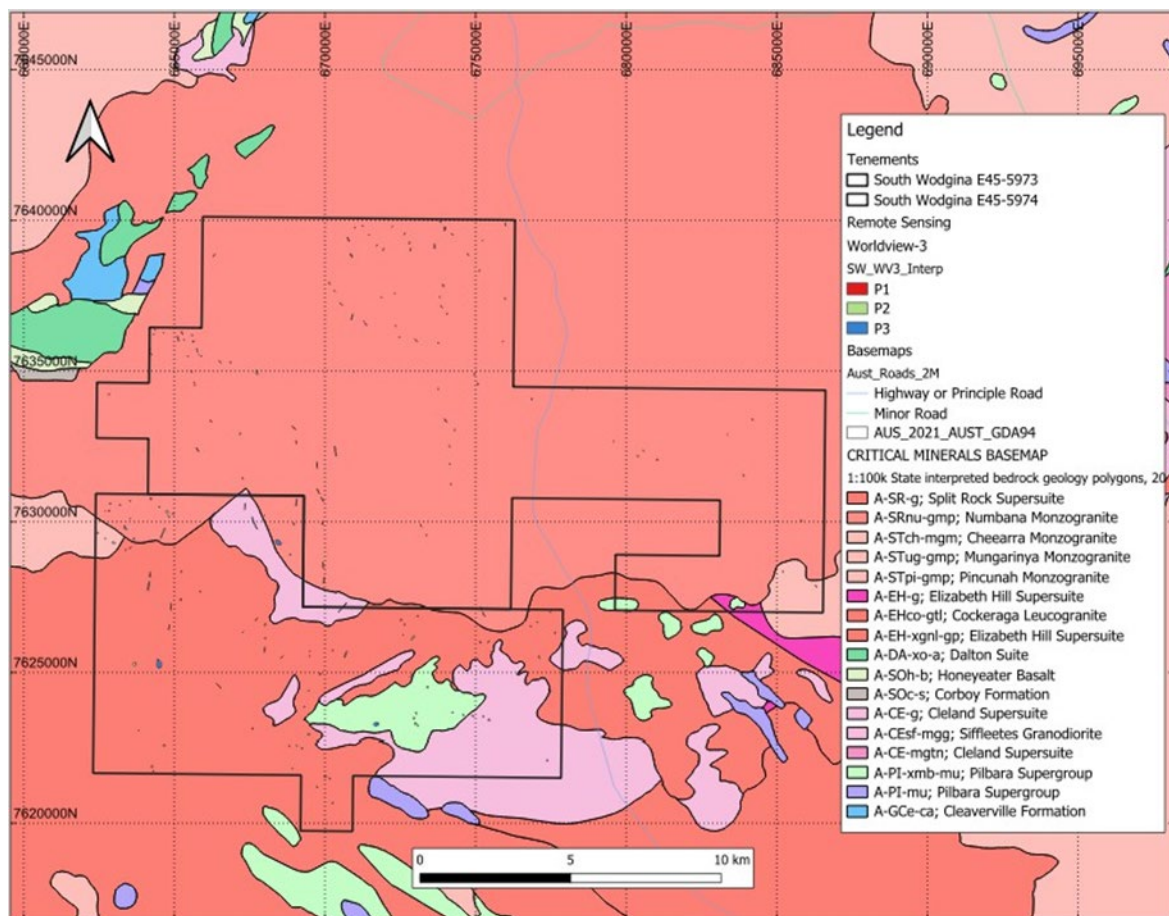 660000E
665000E
670000E
675000E
680000E
685000E
690000E
695000E
7645000N
7640000N
7635000N
7630000N
7625000N
7620000N
Legend
Tenements
South Wodgina E45-5973
South Wodgina E45-5974
Remote Sensing
Worldview-3
SW_WV3_Interp
P1
P2
P3
Basemaps
Aust_Roads_2M
Highway or Principle Road
Minor Road
AUS_2021_AUST_GDA94
CRITICAL MINERALS BASEMAP
1:100k State interpreted bedrock geology polygons,
A-SR-g; Split Rock Supersuite
A-SRnu-gmp; Numbana Monzogranite
A-STch-mgm; Cheearra Monzogranite
A-STug-gmp; Mungarinya Monzogranite
A-STpi-gmp; Pincunah Monzogranite
A-EH-g; Elizabeth Hill Supersuite
A-EHco-gtl; Cockeraga Leucogranite
A-EH-xgnl-gp; Elizabeth Hill Supersuite
A-DA-xo-a; Dalton Suite
A-SOh-b; Honeyeater Basalt
A-SOc-s; Corboy Formation
A-CE-g; Cleland Supersuite
A-CEsf-mgg; Siffleetes Granodiorite
A-CE-mgtn; Cleland Supersuite
A-PI-xmb-mu; Pilbara Supergroup
A-PI-mu; Pilbara Supergroup
A-GCe-ca; Cleaverville Formation
0 5 10 km